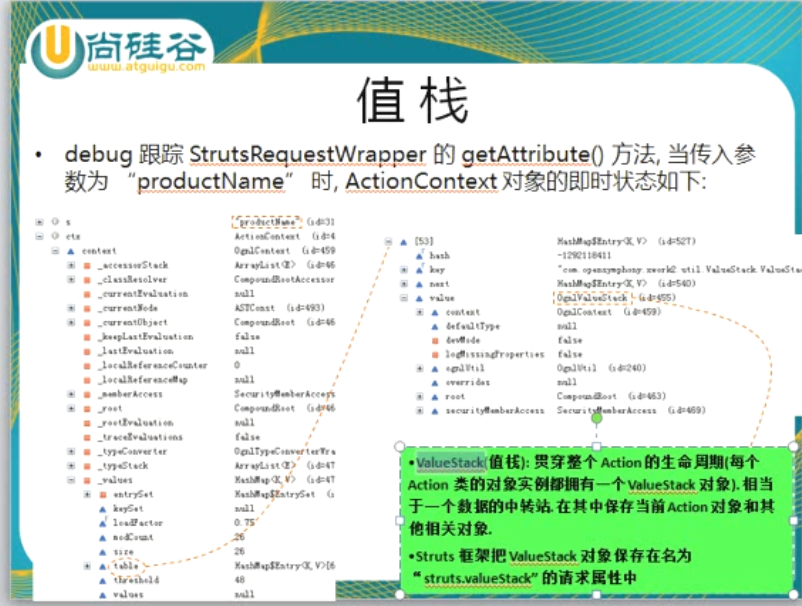 尚硅谷
www.atguigu.com
值栈
• debug 跟踪 StrutsRequestWrapper 的 getAttribute() 方法, 当传入参
数为 “productName” 时, ActionContext 对象的即时状态如下:
s "productName" (id=31
ctx ActionContext (id=4
context OgnlContext (id=459
_accessorStack ArrayList<E> (id=46
_classResolver CompoundRootAccessor
_currentEvaluation null
_currentNode ASTConst (id=493)
_currentObject CompoundRoot (id=46
_keepLastEvaluation false
_lastEvaluation null
_localReferenceCounter 0
_localReferenceMap null
_memberAccess SecurityMemberAccess
_root CompoundRoot (id=46
_rootEvaluation null
_traceEvaluations false
_typeConverter OgnlTypeConverterWra
_typeStack ArrayList<E> (id=47
_values HashMap<K,V> (id=47
entrySet HashMap$EntrySet (i
keySet null
loadFactor 0.75
modCount 26
size 26
table HashMap$Entry<K,V>[6
threshold 48
values null
[53] HashMap$Entry<K,V> (id=527)
hash -1292118411
key "com.opensymphony.xwork2.util.ValueStack.ValueSta
next HashMap$Entry<K,V> (id=540)
value OgnlValueStack (id=455)
context OgnlContext (id=459)
defaultType null
devMode false
logMissingProperties false
ognlUtil OgnlUtil (id=240)
overrides null
root CompoundRoot (id=463)
securityMemberAccess SecurityMemberAccess (id=469)
•ValueStack(值栈): 贯穿整个 Action 的生命周期(每个
Action 类的对象实例都拥有一个 ValueStack 对象). 相当
于一个数据的中转站. 在其中保存当前 Action 对象和其
他相关对象.
•Struts 框架把 ValueStack 对象保存在名为
“struts.valueStack” 的请求属性中